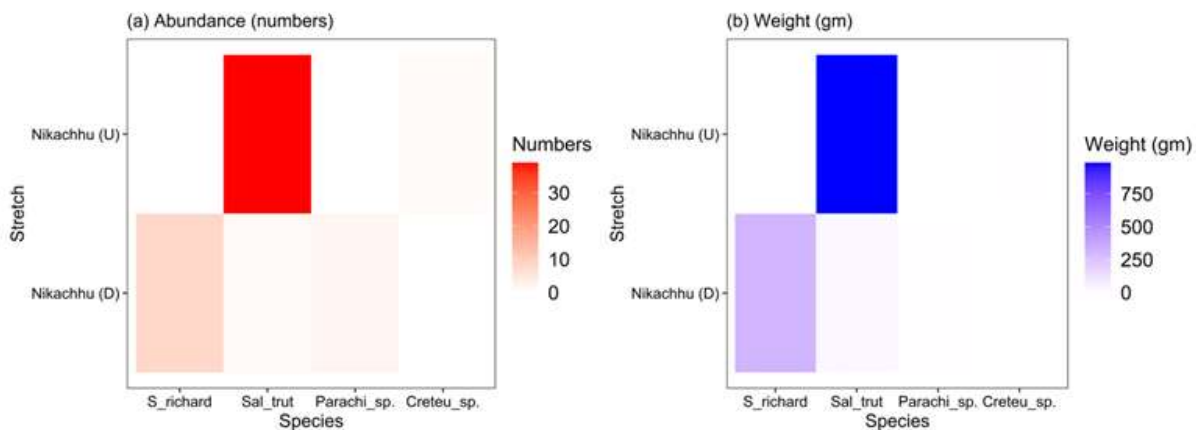 (a) Abundance (numbers)
Nikachhu (U)
Nikachhu (D)
Stretch
S_richard Sal_trut Parachi_sp. Creteu_sp.
Species
Numbers
30
20
10
0
(b) Weight (gm)
Nikachhu (U)
Nikachhu (D)
Stretch
S_richard Sal_trut Parachi_sp. Creteu_sp.
Species
Weight (gm)
750
500
250
0